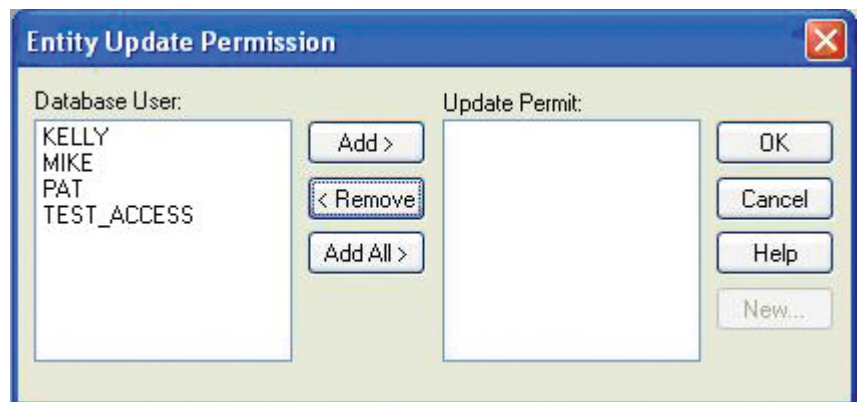 Entity Update Permission
Database User:
KELLY
MIKE
PAT
TEST_ACCESS
Add >
< Remove
Add All >
Update Permit:
OK
Cancel
Help
New...